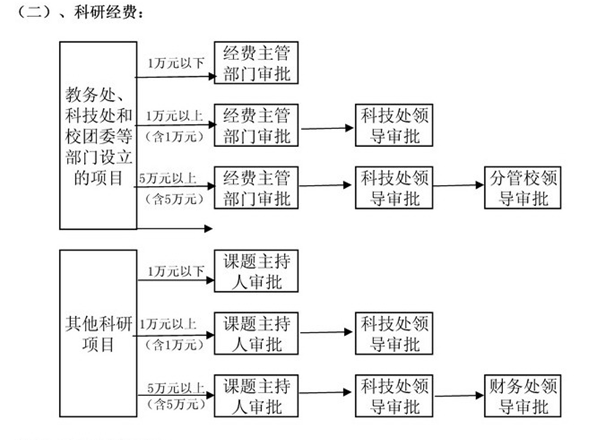 （二）、科研经费：
教务处、
科技处和
校团委等
部门设立
的项目
1万元以下
经费主管
部门审批
1万元以上
（含1万元）
经费主管
部门审批
科技处领
导审批
5万元以上
（含5万元）
经费主管
部门审批
科技处领
导审批
分管校领
导审批
其他科研
项目
1万元以下
课题主持
人审批
1万元以上
（含1万元）
课题主持
人审批
科技处领
导审批
5万元以上
（含5万元）
课题主持
人审批
科技处领
导审批
财务处领
导审批